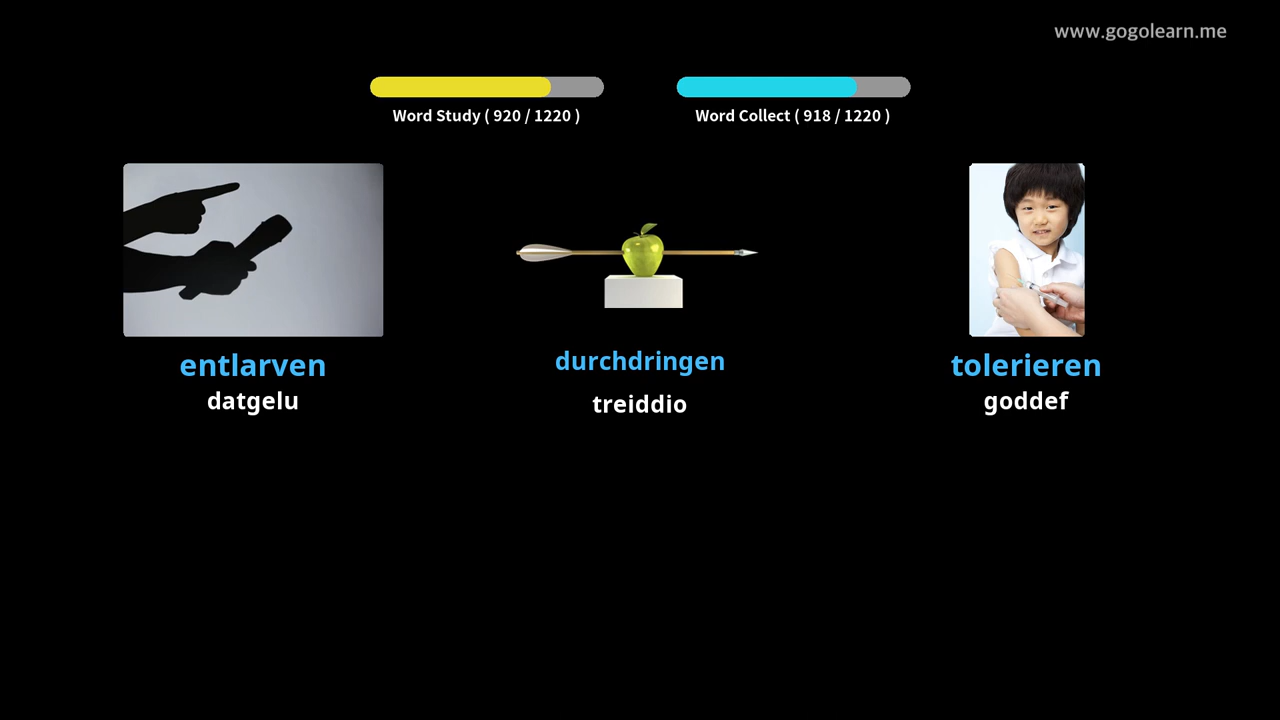 www.gogolearn.me
Word Study ( 920 / 1220 )
Word Collect ( 918 / 1220 )
entlarven
datgelu
durchdringen
treiddio
tolerieren
goddef